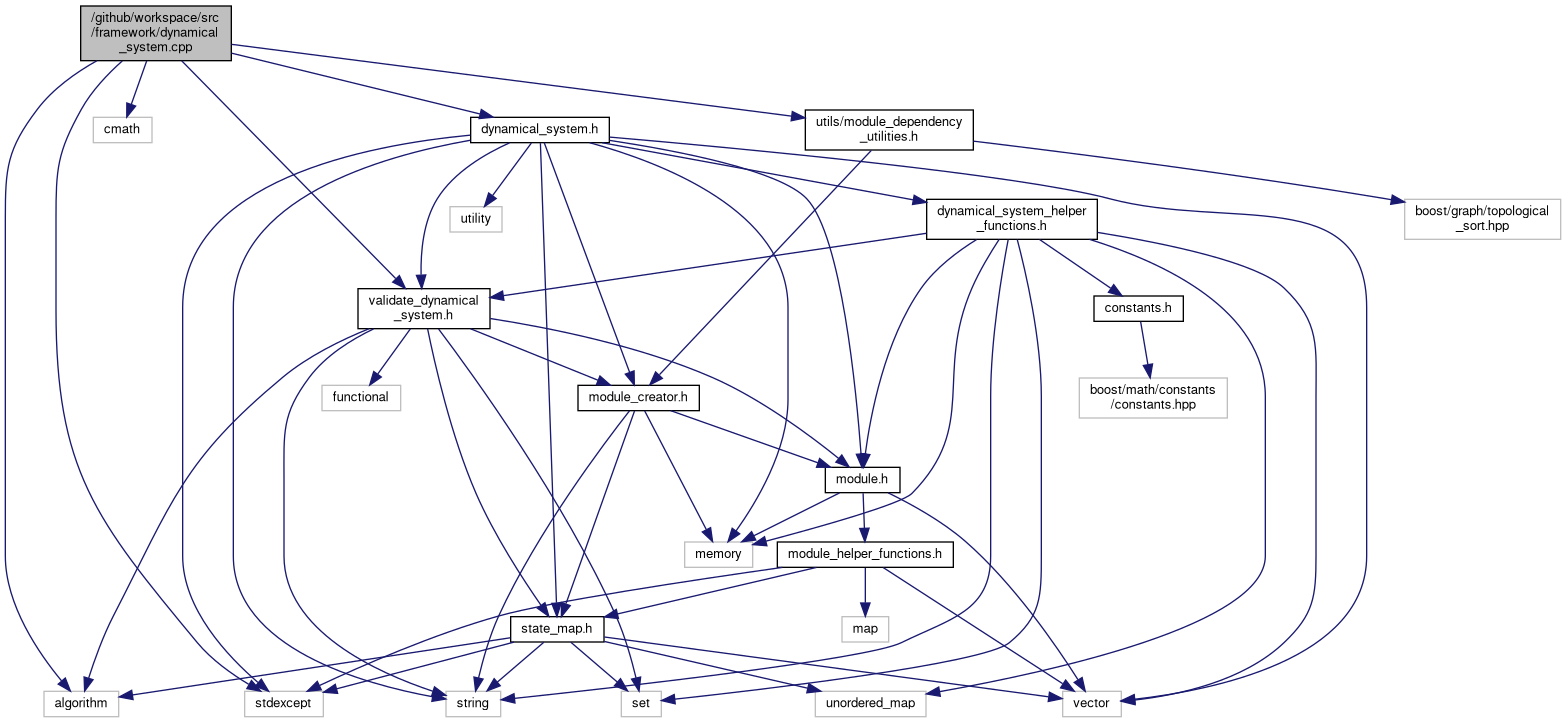 /github/workspace/src
/framework/dynamical
_system.cpp
cmath
dynamical_system.h
utils/module_dependency
_utilities.h
utility
dynamical_system_helper
_functions.h
boost/graph/topological
_sort.hpp
validate_dynamical
_system.h
constants.h
functional
module_creator.h
boost/math/constants
/constants.hpp
module.h
memory
module_helper_functions.h
state_map.h
map
algorithm
stdexcept
string
set
unordered_map
vector